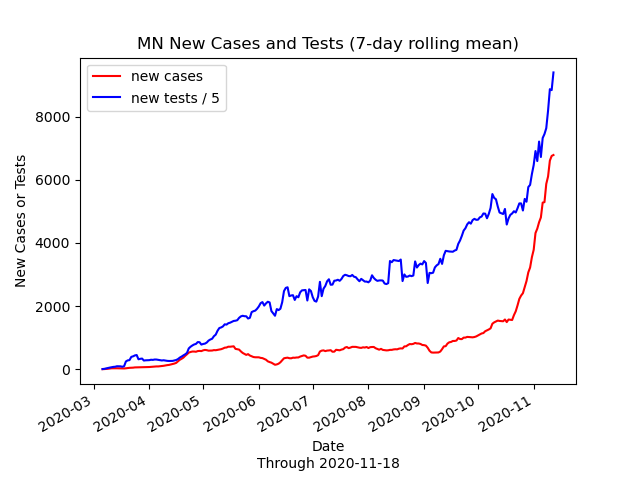 MN New Cases and Tests (7-day rolling mean)
new cases
new tests / 5
New Cases or Tests
8000
6000
4000
2000
0
2020-03
2020-04
2020-05
2020-06
2020-07
2020-08
2020-09
2020-10
2020-11
Date
Through 2020-11-18